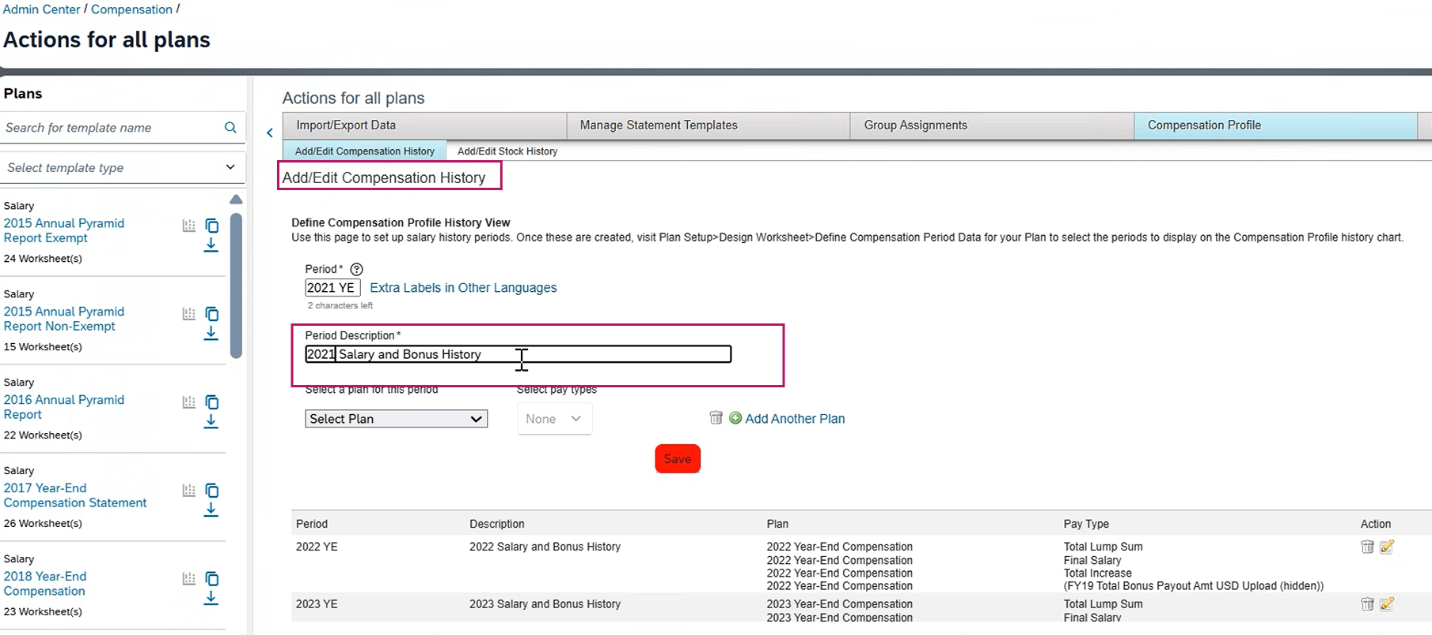 Admin Center / Compensation /
Actions for all plans
Plans
Search for template name
Select template type
Salary
2015 Annual Pyramid
Report Exempt
24 Worksheet(s)
Salary
2015 Annual Pyramid
Report Non-Exempt
15 Worksheet(s)
Salary
2016 Annual Pyramid
Report
22 Worksheet(s)
Salary
2017 Year-End
Compensation Statement
26 Worksheet(s)
Salary
2018 Year-End
Compensation
23 Worksheet(s)
Actions for all plans
Import/Export Data
Manage Statement Templates
Group Assignments
Compensation Profile
Add/Edit Compensation History
Add/Edit Stock History
Add/Edit Compensation History
Define Compensation Profile History View
Use this page to set up salary history periods. Once these are created, visit Plan Setup>Design Worksheet>Define Compensation Period Data for your Plan to select the periods to display on the Compensation Profile history chart.
Period*
2021 YE Extra Labels in Other Languages
2 characters left
Period Description*
2021 Salary and Bonus History
Select a plan for this period Select pay types
Select Plan None Add Another Plan
Save
Period Description Plan Pay Type Action
2022 YE 2022 Salary and Bonus History 2022 Year-End Compensation Total Lump Sum
2022 Year-End Compensation Final Salary
2022 Year-End Compensation Total Increase
2022 Year-End Compensation (FY19 Total Bonus Payout Amt USD Upload (hidden))
2023 YE 2023 Salary and Bonus History 2023 Year-End Compensation Total Lump Sum
2023 Year-End Compensation Final Salary